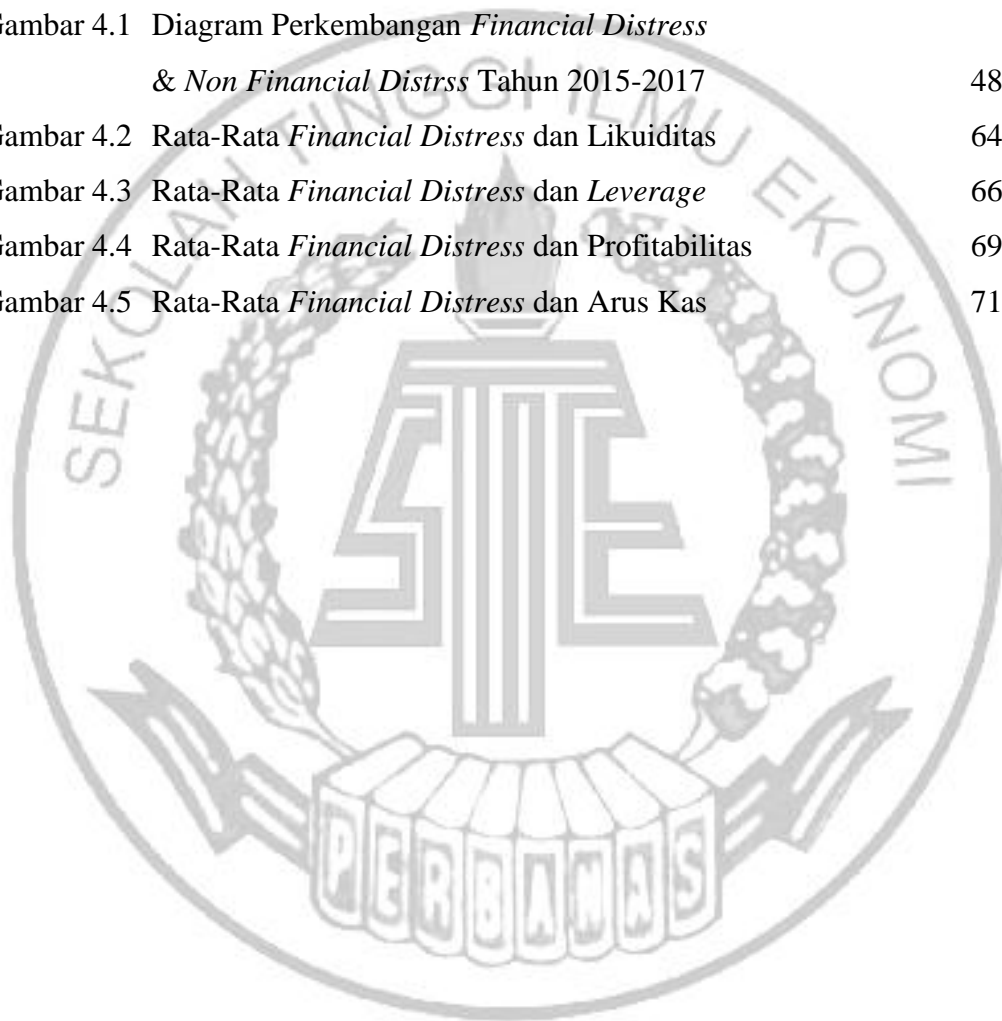 Gambar 4.1 Diagram Perkembangan Financial Distress
& Non Financial Distrss Tahun 2015-2017 48
Gambar 4.2 Rata-Rata Financial Distress dan Likuiditas 64
Gambar 4.3 Rata-Rata Financial Distress dan Leverage 66
Gambar 4.4 Rata-Rata Financial Distress dan Profitabilitas 69
Gambar 4.5 Rata-Rata Financial Distress dan Arus Kas 71
SEKOLAH TINGGI ILMU EKONOMI
STIE
PERBANAS